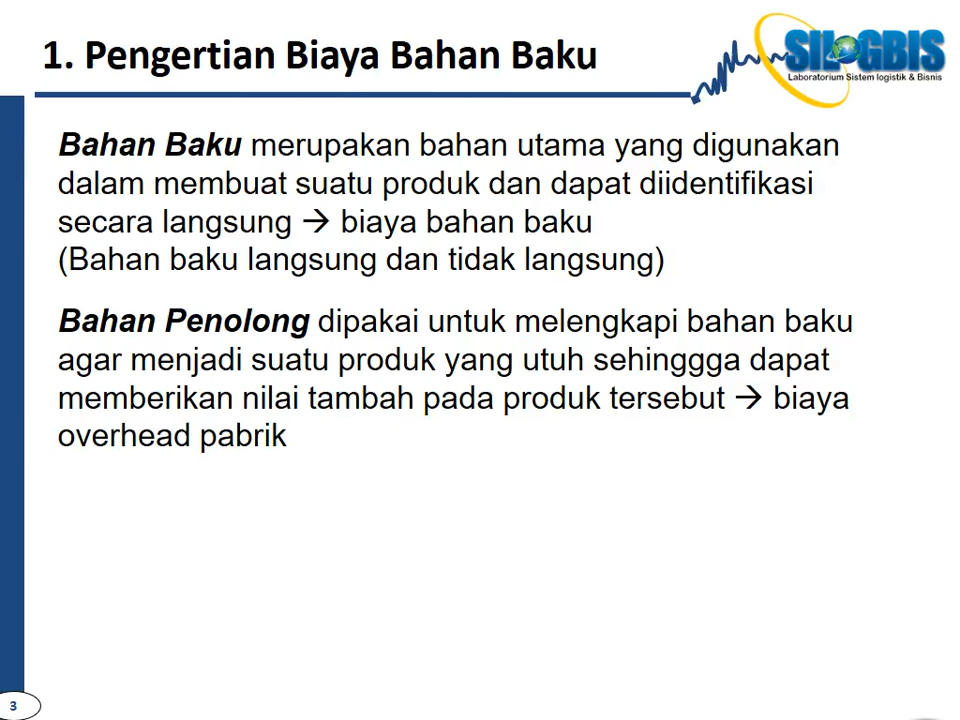 1. Pengertian Biaya Bahan Baku
SILOGBIS
Laboratorium Sistem logistik & Bisnis
Bahan Baku merupakan bahan utama yang digunakan
dalam membuat suatu produk dan dapat diidentifikasi
secara langsung → biaya bahan baku
(Bahan baku langsung dan tidak langsung)
Bahan Penolong dipakai untuk melengkapi bahan baku
agar menjadi suatu produk yang utuh sehinggga dapat
memberikan nilai tambah pada produk tersebut → biaya
overhead pabrik
3